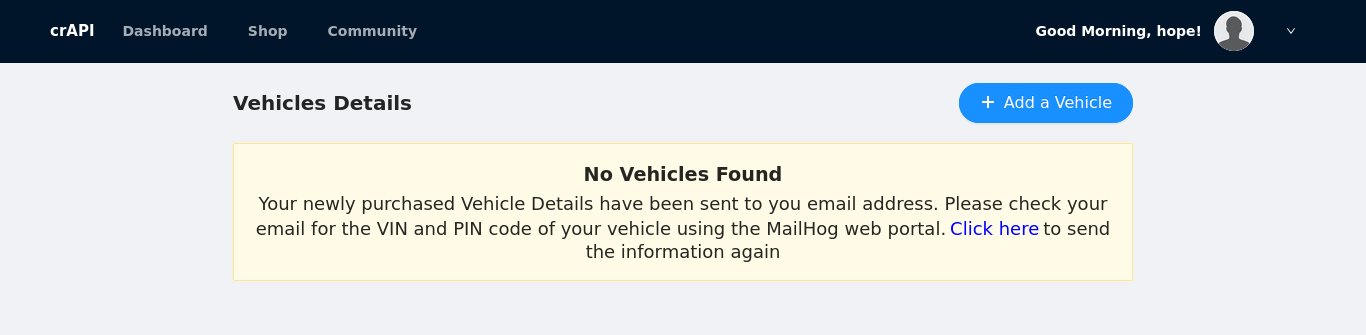 crAPI Dashboard Shop Community Good Morning, hope!
Vehicles Details + Add a Vehicle
No Vehicles Found
Your newly purchased Vehicle Details have been sent to you email address. Please check your
email for the VIN and PIN code of your vehicle using the MailHog web portal. Click here to send
the information again